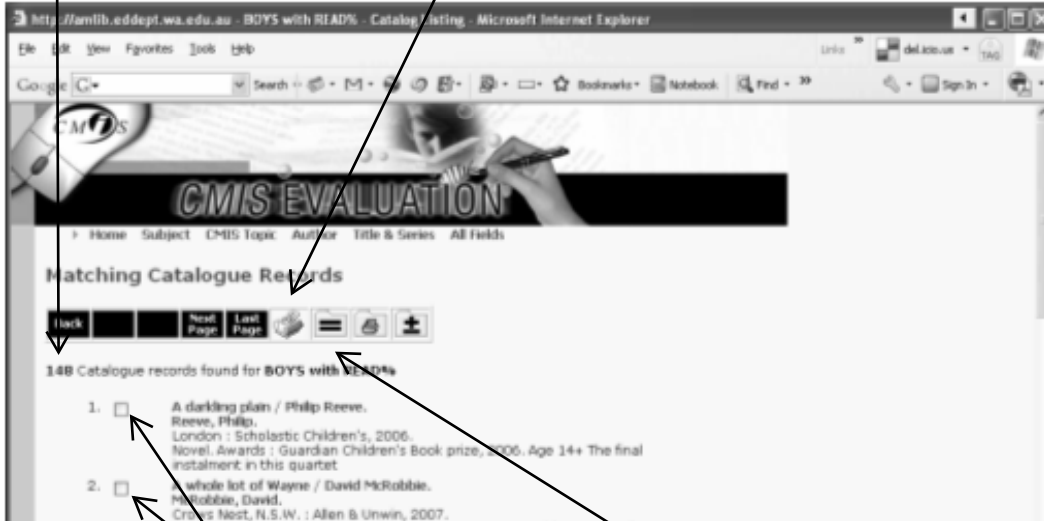 http://amlib.eddept.wa.edu.au - BOYS with READ% - Catalog Listing - Microsoft Internet Explorer
File Edit View Favorites Tools Help
Links » del.icio.us TAG
Google G Search Bookmarks Notebook Find » Sign In
CMIS
CMIS EVALUATION
Home Subject CMIS Topic Author Title & Series All Fields
Matching Catalogue Records
Back Next Page Last Page
148 Catalogue records found for BOYS with READ%
1. A darkling plain / Philip Reeve.
Reeve, Philip.
London : Scholastic Children's, 2006.
Novel. Awards : Guardian Children's Book prize, 2006. Age 14+ The final
instalment in this quartet
2. A whole lot of Wayne / David McRobbie.
McRobbie, David.
Crows Nest, N.S.W. : Allen & Unwin, 2007.